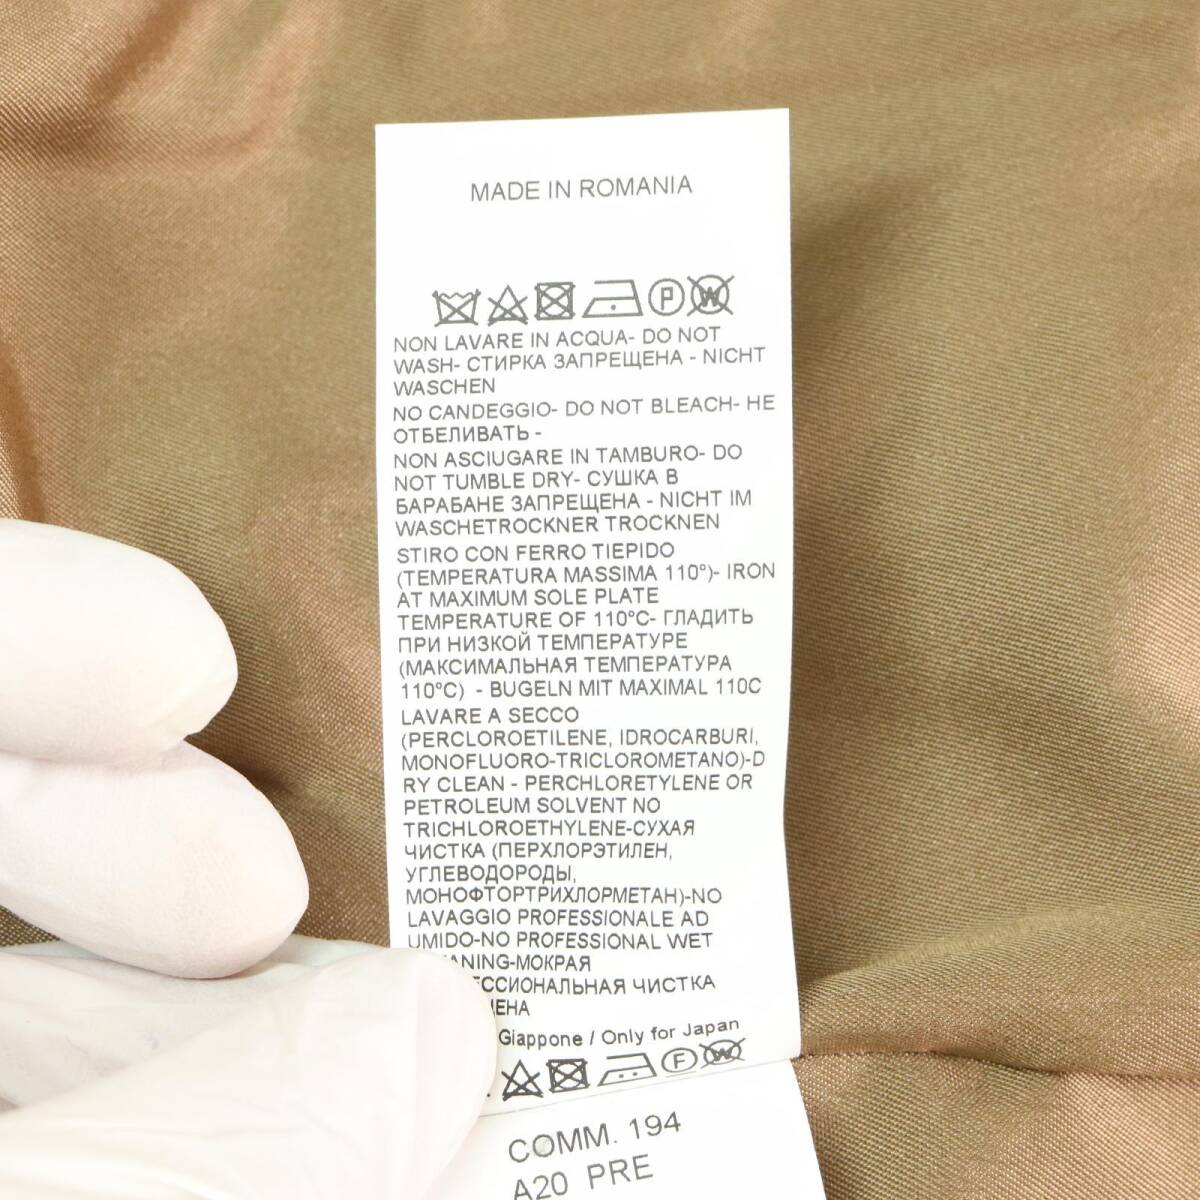 MADE IN ROMANIA
NON LAVARE IN ACQUA- DO NOT
WASH- СТИРКА ЗАПРЕЩЕНА - NICHT
WASCHEN
NO CANDEGGIO- DO NOT BLEACH- НЕ
ОТБЕЛИВАТЬ -
NON ASCIUGARE IN TAMBURO- DO
NOT TUMBLE DRY- СУШКА В
БАРАБАНЕ ЗАПРЕЩЕНА - NICHT IM
WASCHETROCKNER TROCKNEN
STIRO CON FERRO TIEPIDO
(TEMPERATURA MASSIMA 110°)- IRON
AT MAXIMUM SOLE PLATE
TEMPERATURE OF 110°C- ГЛАДИТЬ
ПРИ НИЗКОЙ ТЕМПЕРАТУРЕ
(МАКСИМАЛЬНАЯ ТЕМПЕРАТУРА
110°C) - BUGELN MIT MAXIMAL 110C
LAVARE A SECCO
(PERCLOROETILENE, IDROCARBURI,
MONOFLUORO-TRICLOROMETANO)-D
RY CLEAN - PERCHLORETYLENE OR
PETROLEUM SOLVENT NO
TRICHLOROETHYLENE-СУХАЯ
ЧИСТКА (ПЕРХЛОРЭТИЛЕН,
УГЛЕВОДОРОДЫ,
МОНОФТОРТРИХЛОРМЕТАН)-NO
LAVAGGIO PROFESSIONALE AD
UMIDO-NO PROFESSIONAL WET
ANING-МОКРАЯ
ЕССИОНАЛЬНАЯ ЧИСТКА
ЕНА
Giappone / Only for Japan
COMM. 194
A20 PRE